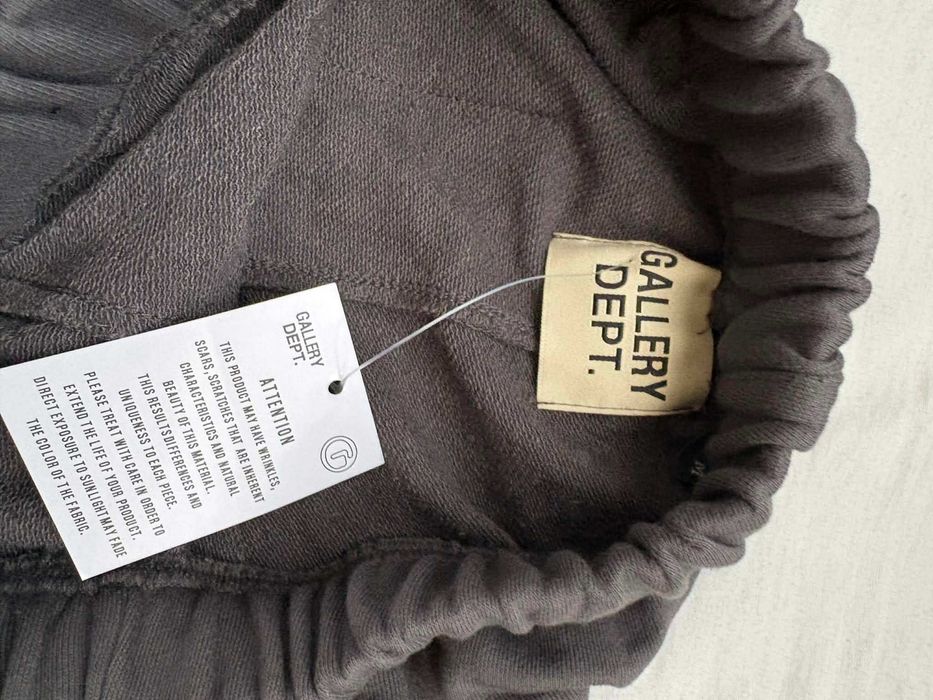 GALLERY
DEPT.
GALLERY
DEPT.
ATTENTION
THIS PRODUCT MAY HAVE WRINKLES,
SCARS, SCRATCHES THAT ARE INHERENT
CHARACTERISTICS AND NATURAL
BEAUTY OF THIS MATERIAL.
THIS RESULTS DIFFERENCES AND
UNIQUENESS TO EACH PIECE.
PLEASE TREAT WITH CARE IN ORDER TO
EXTEND THE LIFE OF YOUR PRODUCT.
DIRECT EXPOSURE TO SUNLIGHT MAY FADE
THE COLOR OF THE FABRIC.